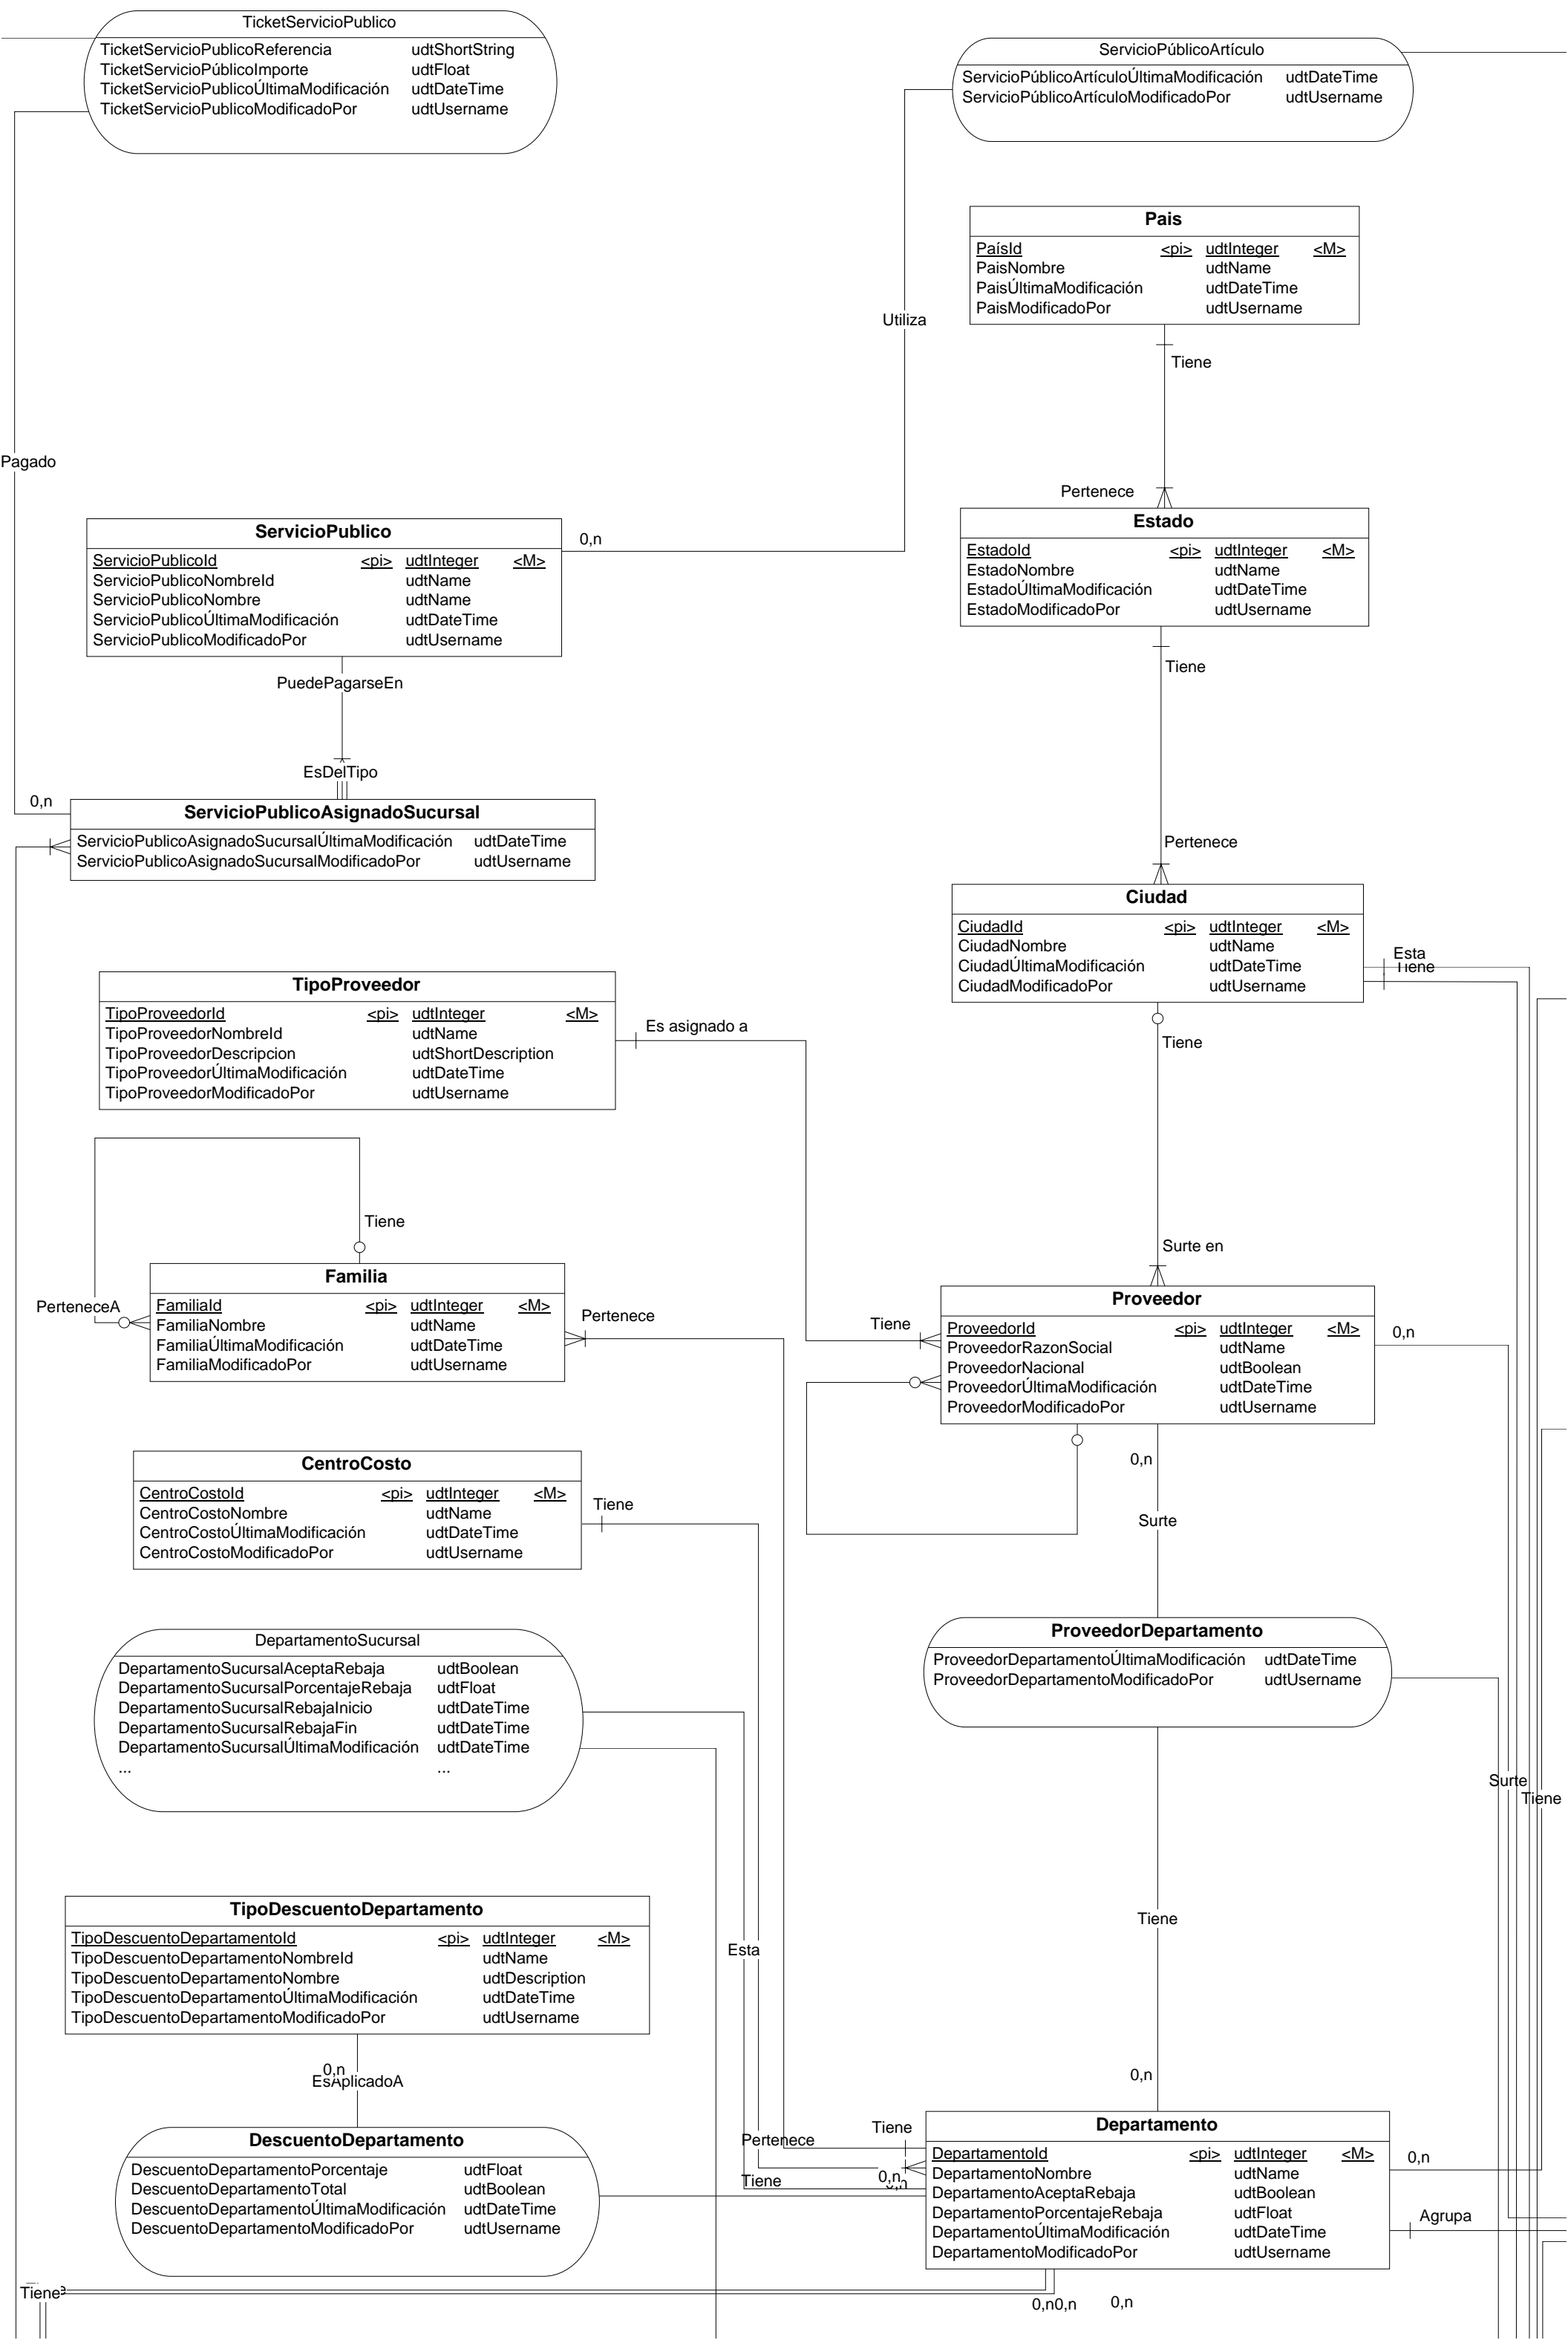 TicketServicioPublico
TicketServicioPublicoReferencia udtShortString
TicketServicioPúblicoImporte udtFloat
TicketServicioPublicoÚltimaModificación udtDateTime
TicketServicioPublicoModificadoPor udtUsername
ServicioPúblicoArtículo
ServicioPúblicoArtículoÚltimaModificación udtDateTime
ServicioPúblicoArtículoModificadoPor udtUsername
Pais
PaísId <pi> udtInteger <M>
PaisNombre udtName
PaisÚltimaModificación udtDateTime
PaisModificadoPor udtUsername
Utiliza
Tiene
Pagado
Pertenece
ServicioPublico
ServicioPublicoId <pi> udtInteger <M>
ServicioPublicoNombreId udtName
ServicioPublicoNombre udtName
ServicioPublicoÚltimaModificación udtDateTime
ServicioPublicoModificadoPor udtUsername
0,n
Estado
EstadoId <pi> udtInteger <M>
EstadoNombre udtName
EstadoÚltimaModificación udtDateTime
EstadoModificadoPor udtUsername
Tiene
PuedePagarseEn
EsDelTipo
0,n
ServicioPublicoAsignadoSucursal
ServicioPublicoAsignadoSucursalÚltimaModificación udtDateTime
ServicioPublicoAsignadoSucursalModificadoPor udtUsername
Pertenece
Ciudad
CiudadId <pi> udtInteger <M>
CiudadNombre udtName
CiudadÚltimaModificación udtDateTime
CiudadModificadoPor udtUsername
Esta
Tiene
TipoProveedor
TipoProveedorId <pi> udtInteger <M>
TipoProveedorNombreId udtName
TipoProveedorDescripcion udtShortDescription
TipoProveedorÚltimaModificación udtDateTime
TipoProveedorModificadoPor udtUsername
Es asignado a
Tiene
Tiene
Surte en
Familia
FamiliaId <pi> udtInteger <M>
FamiliaNombre udtName
FamiliaÚltimaModificación udtDateTime
FamiliaModificadoPor udtUsername
PerteneceA
Pertenece
Tiene
Proveedor
ProveedorId <pi> udtInteger <M>
ProveedorRazonSocial udtName
ProveedorNacional udtBoolean
ProveedorÚltimaModificación udtDateTime
ProveedorModificadoPor udtUsername
0,n
0,n
CentroCosto
CentroCostoId <pi> udtInteger <M>
CentroCostoNombre udtName
CentroCostoÚltimaModificación udtDateTime
CentroCostoModificadoPor udtUsername
Tiene
Surte
DepartamentoSucursal
DepartamentoSucursalAceptaRebaja udtBoolean
DepartamentoSucursalPorcentajeRebaja udtFloat
DepartamentoSucursalRebajaInicio udtDateTime
DepartamentoSucursalRebajaFin udtDateTime
DepartamentoSucursalÚltimaModificación udtDateTime
... ...
ProveedorDepartamento
ProveedorDepartamentoÚltimaModificación udtDateTime
ProveedorDepartamentoModificadoPor udtUsername
Surte
Tiene
TipoDescuentoDepartamento
TipoDescuentoDepartamentoId <pi> udtInteger <M>
TipoDescuentoDepartamentoNombreId udtName
TipoDescuentoDepartamentoNombre udtDescription
TipoDescuentoDepartamentoÚltimaModificación udtDateTime
TipoDescuentoDepartamentoModificadoPor udtUsername
Tiene
Esta
0,n
EsAplicadoA
0,n
DescuentoDepartamento
DescuentoDepartamentoPorcentaje udtFloat
DescuentoDepartamentoTotal udtBoolean
DescuentoDepartamentoÚltimaModificación udtDateTime
DescuentoDepartamentoModificadoPor udtUsername
Tiene
Pertenece
Tiene
0,n
0,n
Departamento
DepartamentoId <pi> udtInteger <M>
DepartamentoNombre udtName
DepartamentoAceptaRebaja udtBoolean
DepartamentoPorcentajeRebaja udtFloat
DepartamentoÚltimaModificación udtDateTime
DepartamentoModificadoPor udtUsername
0,n
Agrupa
Tiene
0,n0,n
0,n